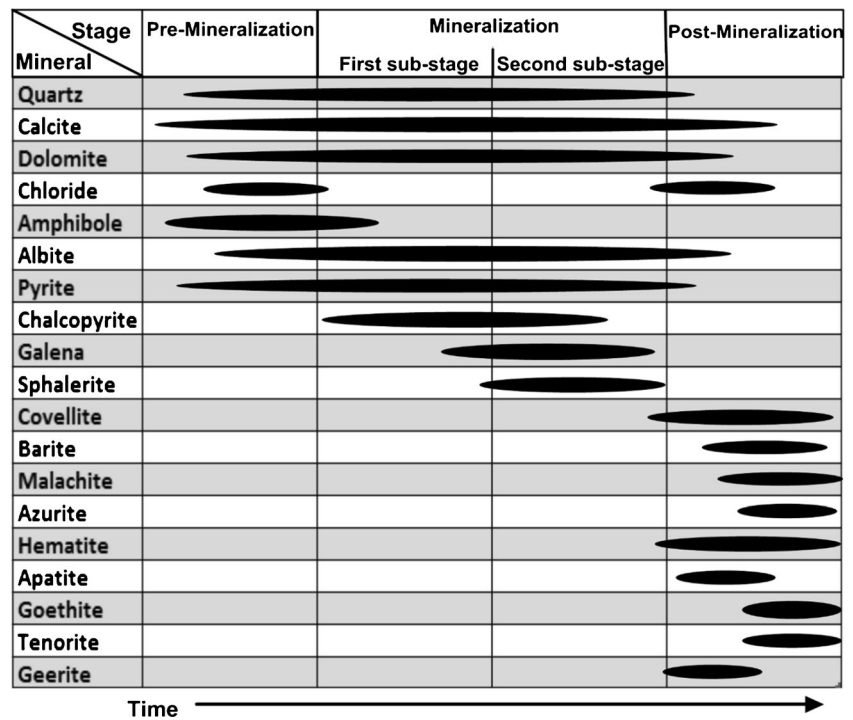 Stage
Pre-Mineralization
Mineralization
Post-Mineralization
Mineral
First sub-stage
Second sub-stage
Quartz
Calcite
Dolomite
Chloride
Amphibole
Albite
Pyrite
Chalcopyrite
Galena
Sphalerite
Covellite
Barite
Malachite
Azurite
Hematite
Apatite
Goethite
Tenorite
Geerite
Time